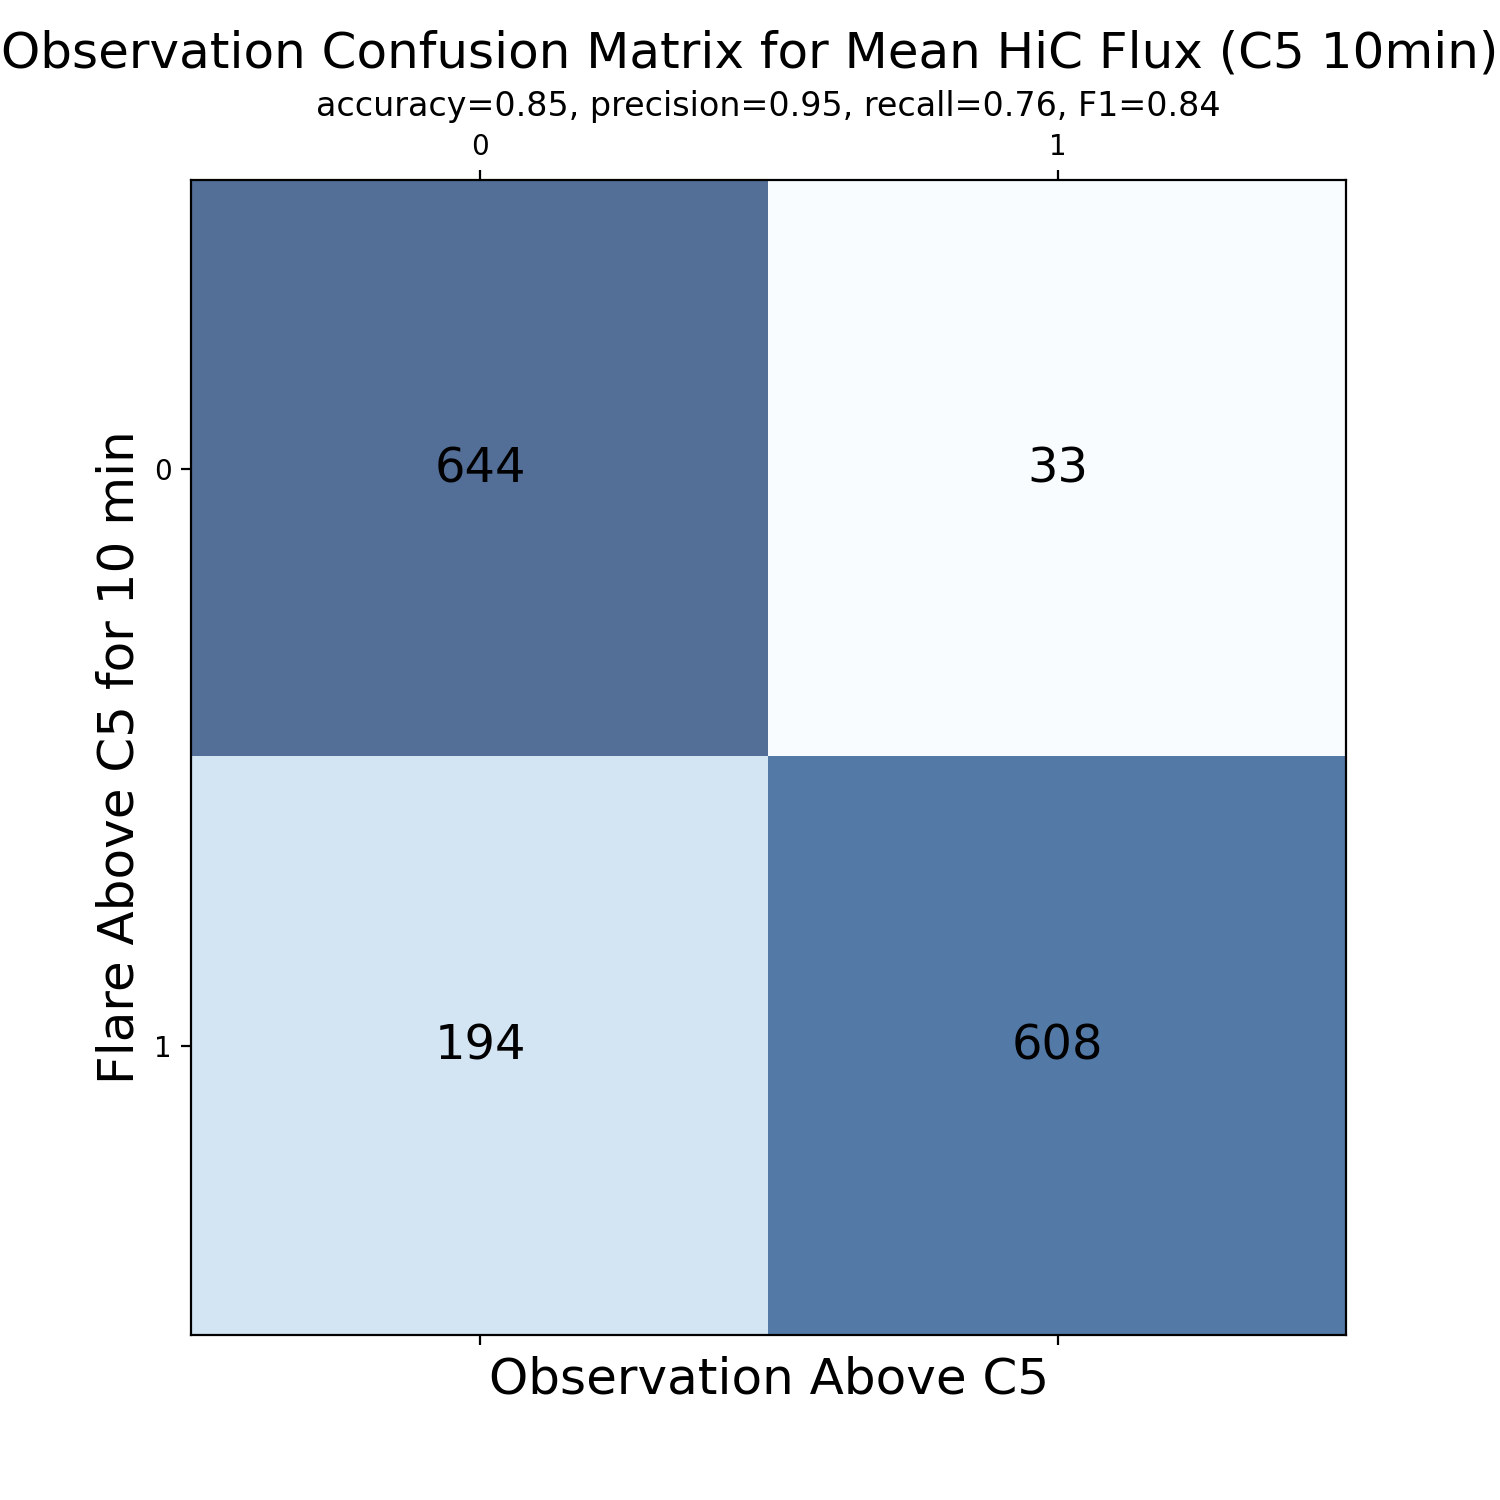 Observation Confusion Matrix for Mean HiC Flux (C5 10min)
accuracy=0.85, precision=0.95, recall=0.76, F1=0.84
0 1
Flare Above C5 for 10 min
0
644 33
1
194 608
Observation Above C5